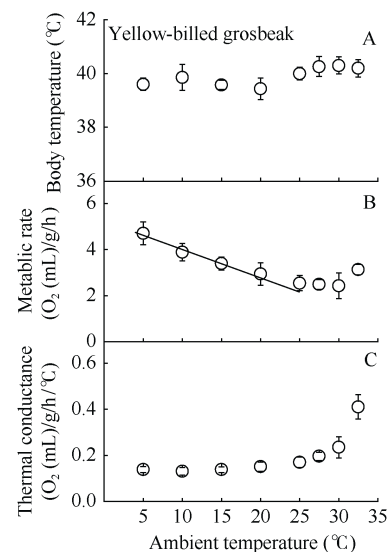 Yellow-billed grosbeak A
Body temperature (℃)
42
40
38
36
B
Metablic rate
(O₂ (mL)/g/h)
6
4
2
0
C
Thermal conductance
(O₂ (mL)/g/h/℃)
0.6
0.4
0.2
0.0
5 10 15 20 25 30 35
Ambient temperature (℃)